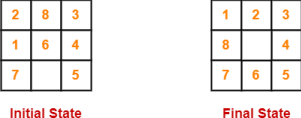 2 8 3 1 2 3
1 6 4 8 4
7 5 7 6 5
Initial State Final State